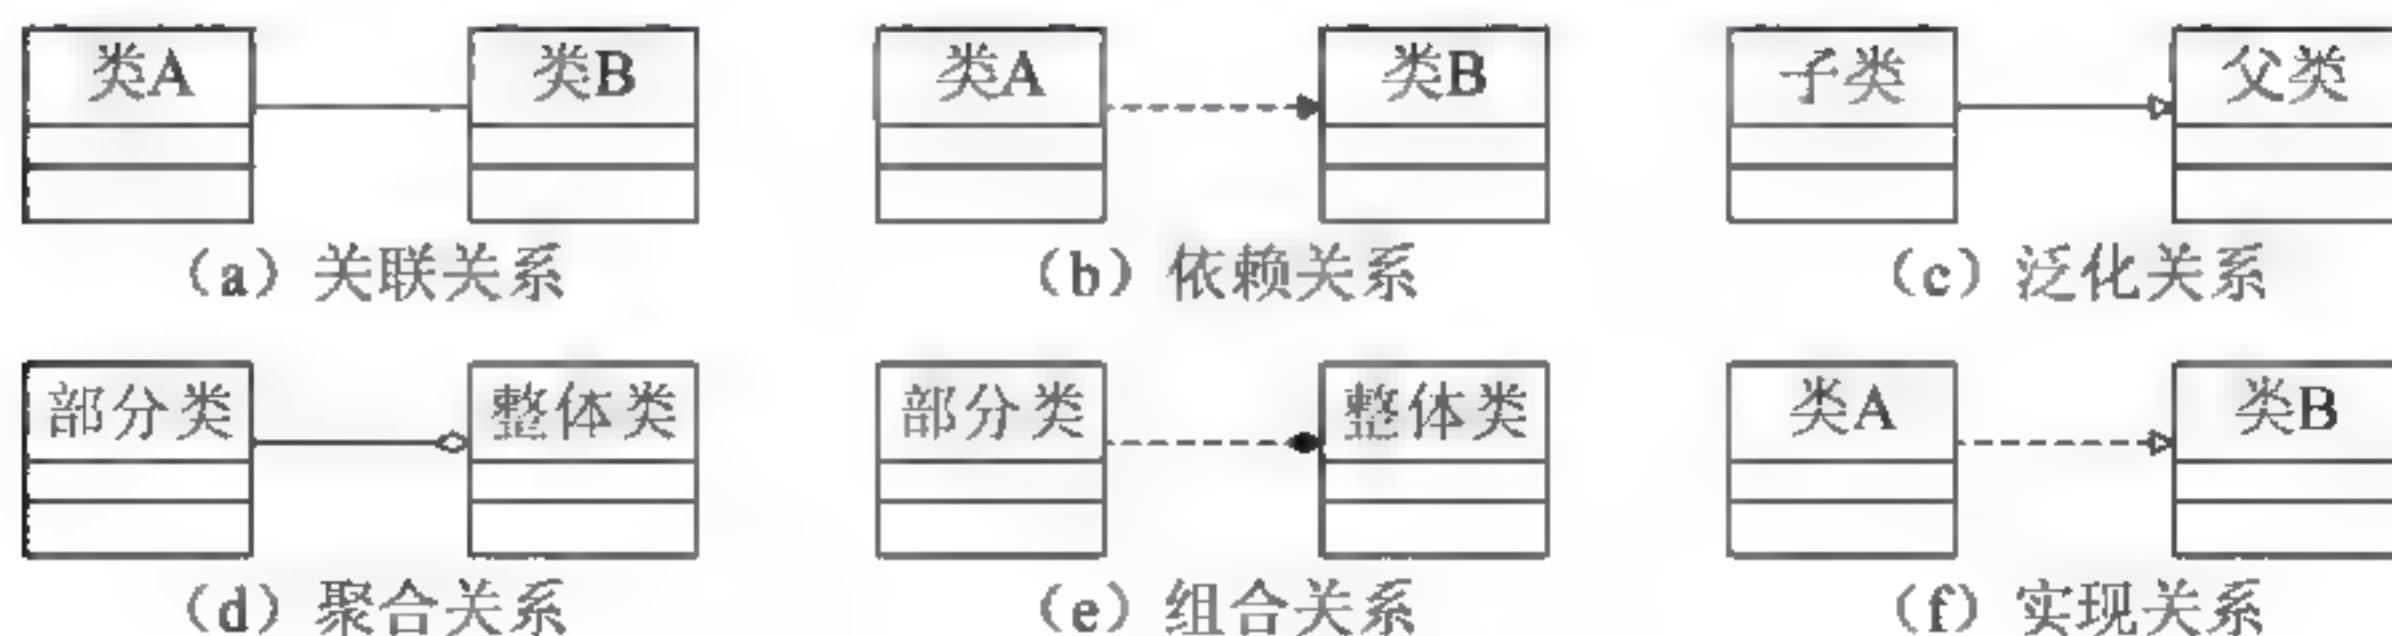 类A 类B 类A 类B 子类 父类
(a) 关联关系 (b) 依赖关系 (c) 泛化关系
部分类 整体类 部分类 整体类 类A 类B
(d) 聚合关系 (e) 组合关系 (f) 实现关系